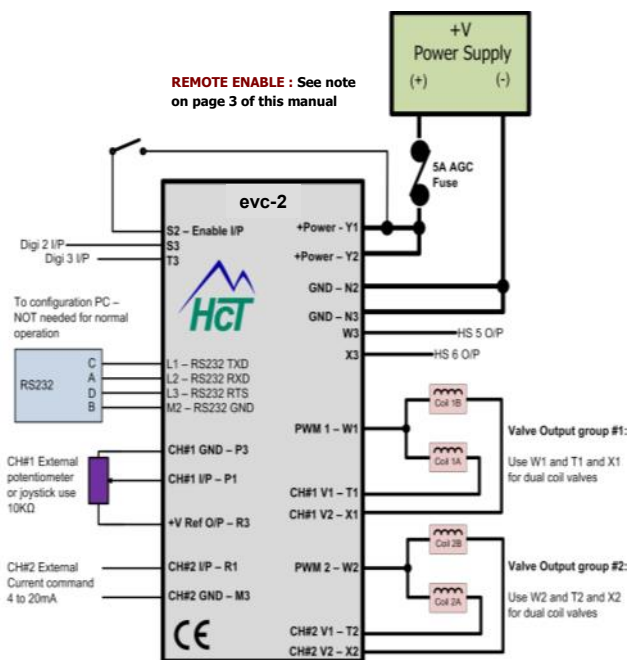 +V
Power Supply
(+) (-)
REMOTE ENABLE : See note
on page 3 of this manual
5A AGC
Fuse
evc-2
S2 – Enable I/P
Digi 2 I/P
S3
Digi 3 I/P
T3
+Power - Y1
+Power – Y2
GND – N2
GND – N3
W3
HS 5 O/P
X3
HS 6 O/P
HCT
To configuration PC –
NOT needed for normal
operation
RS232
C
A
D
B
L1 – RS232 TXD
L2 – RS232 RXD
L3 – RS232 RTS
M2 – RS232 GND
CH#1 External
potentiometer
or joystick use
10KΩ
CH#1 GND – P3
CH#1 I/P – P1
+V Ref O/P – R3
CH#2 External
Current command
4 to 20mA
CH#2 I/P – R1
CH#2 GND – M3
CE
PWM 1 – W1
CH#1 V1 – T1
CH#1 V2 – X1
Coil 1B
Coil 1A
Valve Output group #1:
Use W1 and T1 and X1
for dual coil valves
PWM 2 – W2
CH#2 V1 – T2
CH#2 V2 – X2
Coil 2B
Coil 2A
Valve Output group #2:
Use W2 and T2 and X2
for dual coil valves